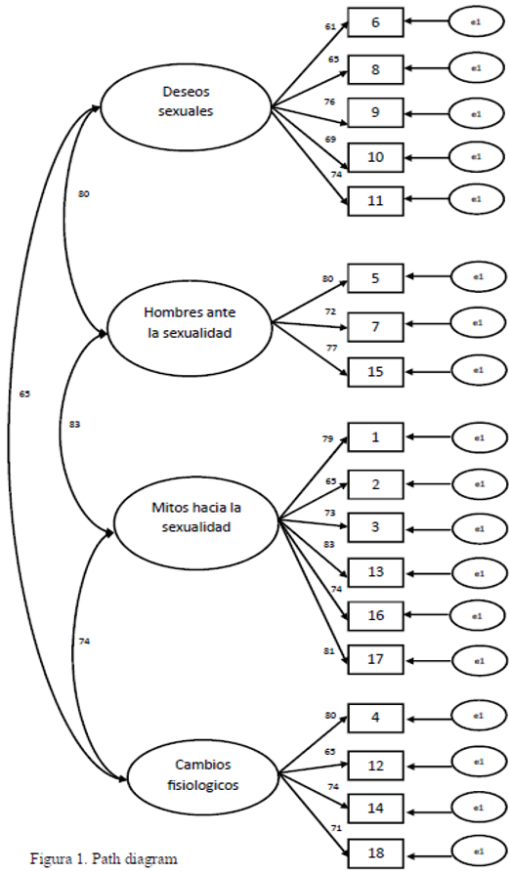 61
6
e1
65
8
e1
Deseos
sexuales
76
9
e1
69
10
e1
74
11
e1
80
80
5
e1
Hombres ante
la sexualidad
72
7
e1
77
15
e1
65
83
79
1
e1
65
2
e1
Mitos hacia la
sexualidad
73
3
e1
83
13
e1
74
16
e1
81
17
e1
74
80
4
e1
Cambios
fisiologicos
65
12
e1
74
14
e1
71
18
e1
Figura 1. Path diagram